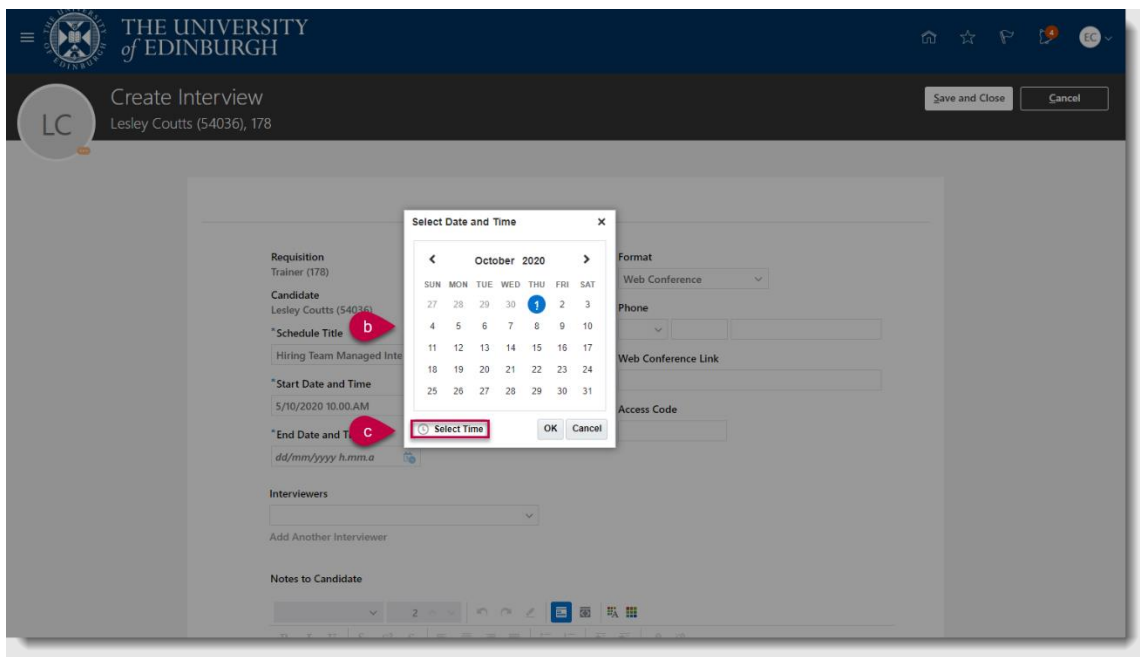 THE UNIVERSITY
of EDINBURGH
4
EC
Create Interview
LC
Lesley Coutts (54036), 178
Save and Close
Cancel
Select Date and Time
October 2020
SUN MON TUE WED THU FRI SAT
27 28 29 30 1 2 3
4 5 6 7 8 9 10
11 12 13 14 15 16 17
18 19 20 21 22 23 24
25 26 27 28 29 30 31
Select Time
OK Cancel
b
c
Requisition
Trainer (178)
Candidate
Lesley Coutts (54036)
*Schedule Title
Hiring Team Managed Inte
*Start Date and Time
5/10/2020 10.00.AM
*End Date and T
dd/mm/yyyy h.mm.a
Interviewers
Add Another Interviewer
Notes to Candidate
2
Format
Web Conference
Phone
Web Conference Link
Access Code